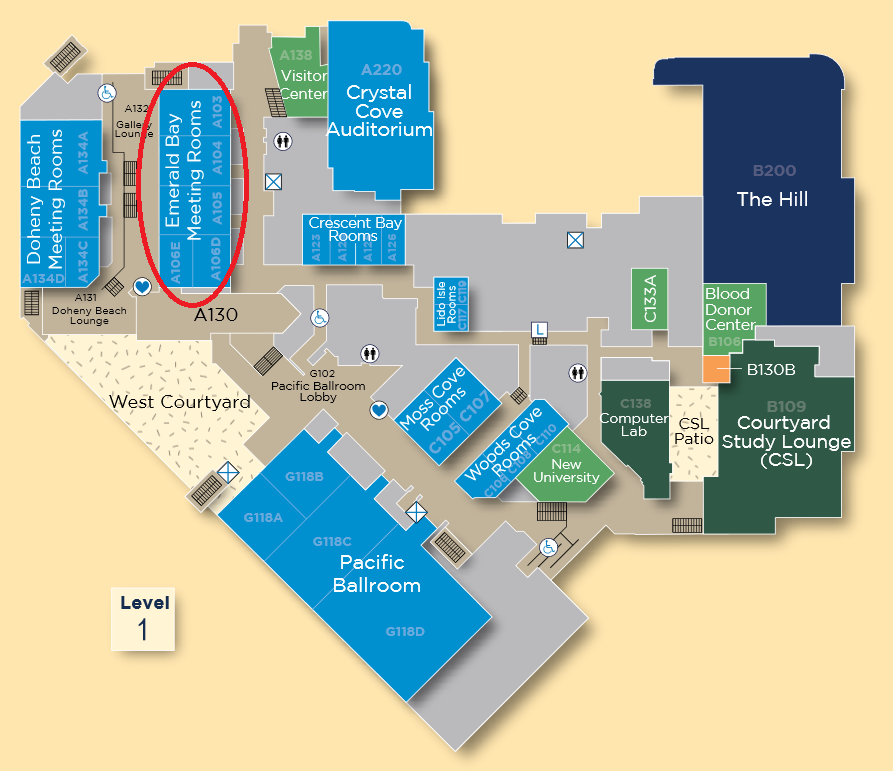 A138
Visitor
Center
A220
Crystal
Cove
Auditorium
A132
Gallery
Lounge
Doheny Beach
Meeting Rooms
A134A
A134B
A134C
A134D
Emerald Bay
Meeting Rooms
A103
A104
A105
A106D
A106E
B200
The Hill
Crescent Bay
Rooms
A123
A126
Lido Isle
Rooms
C117 C119
C133A
Blood
Donor
Center
B106
A131
Doheny Beach
Lounge
A130
L
G102
Pacific Ballroom
Lobby
B130B
West Courtyard
Moss Cove
Rooms
C105 C107
Woods Cove
Rooms
C110
C114
New
University
C138
Computer
Lab
CSL
Patio
B109
Courtyard
Study Lounge
(CSL)
G118B
G118A
G118C
Pacific
Ballroom
G118D
Level
1